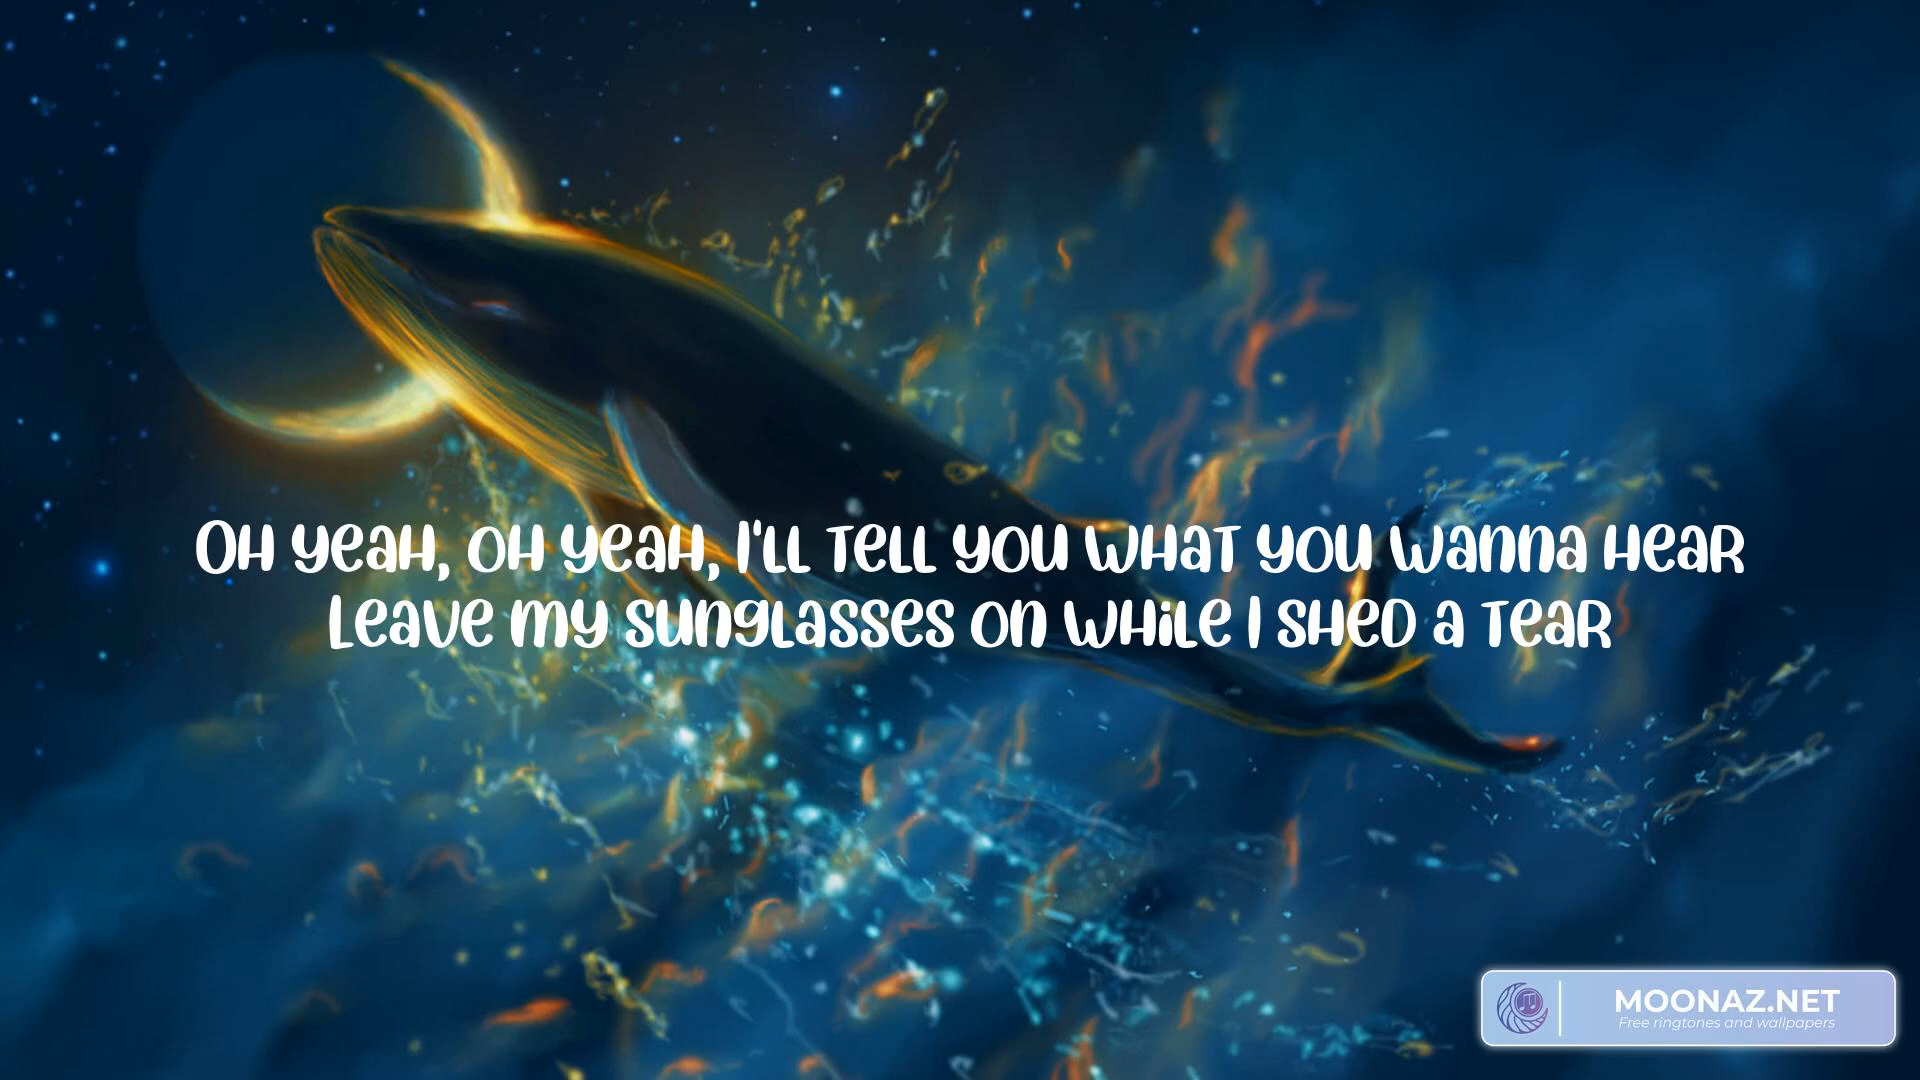 Oh yeah, oh yeah, I'll tell you what you wanna hear
Leave my sunglasses on while I shed a tear
MOONAZ.NET
Free ringtones and wallpapers